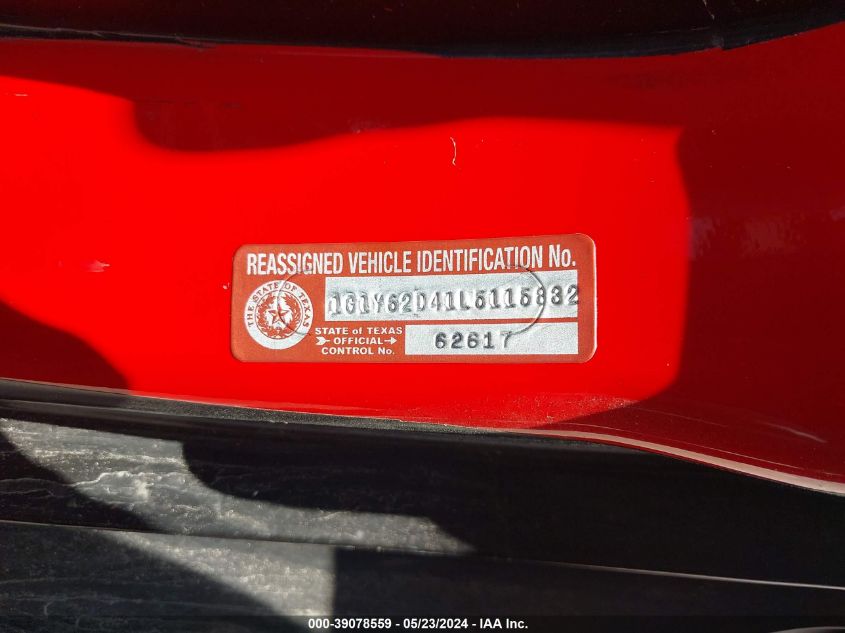 REASSIGNED VEHICLE IDENTIFICATION No.
THE STATE OF TEXAS
1G1Y62D41L5115832
STATE of TEXAS
OFFICIAL
CONTROL No.
62617
000-39078559 - 05/23/2024 - IAA Inc.